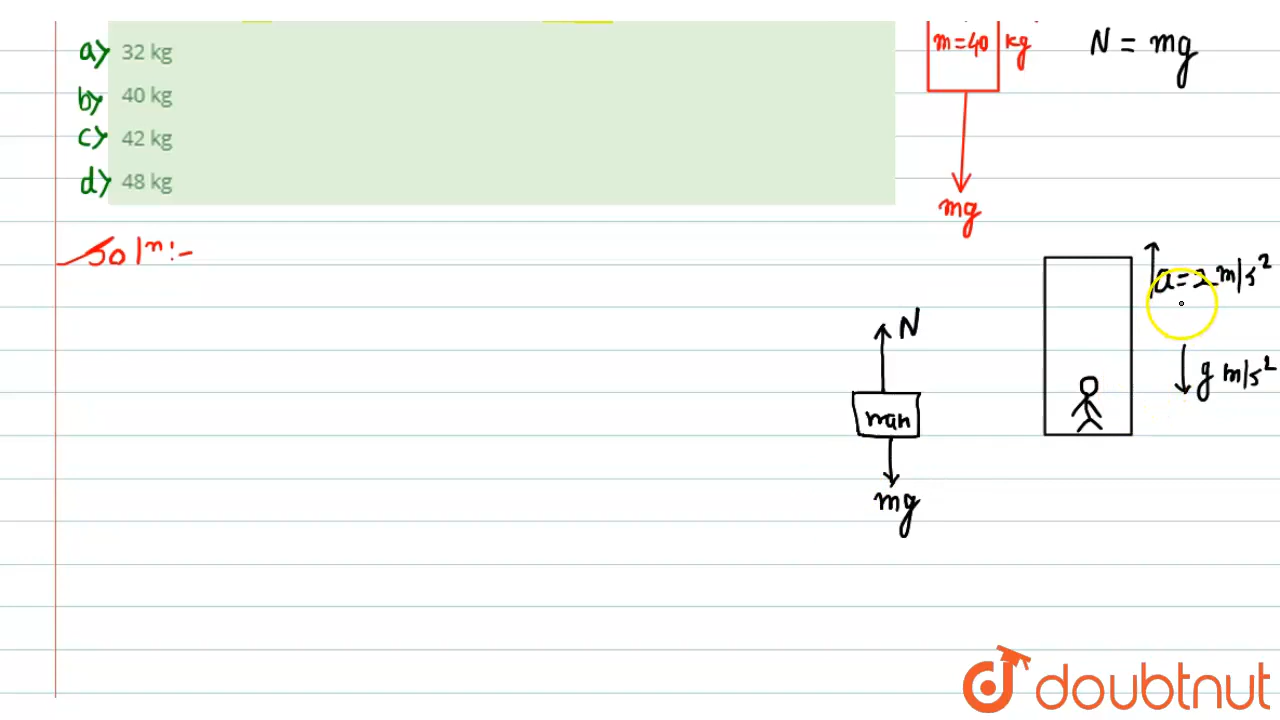 a) 32 kg
b) 40 kg
c) 42 kg
d) 48 kg
m=40 kg
N = mg
mg
Solⁿ:-
a=2 m/s²
g m/s²
N
man
mg
doubtnut